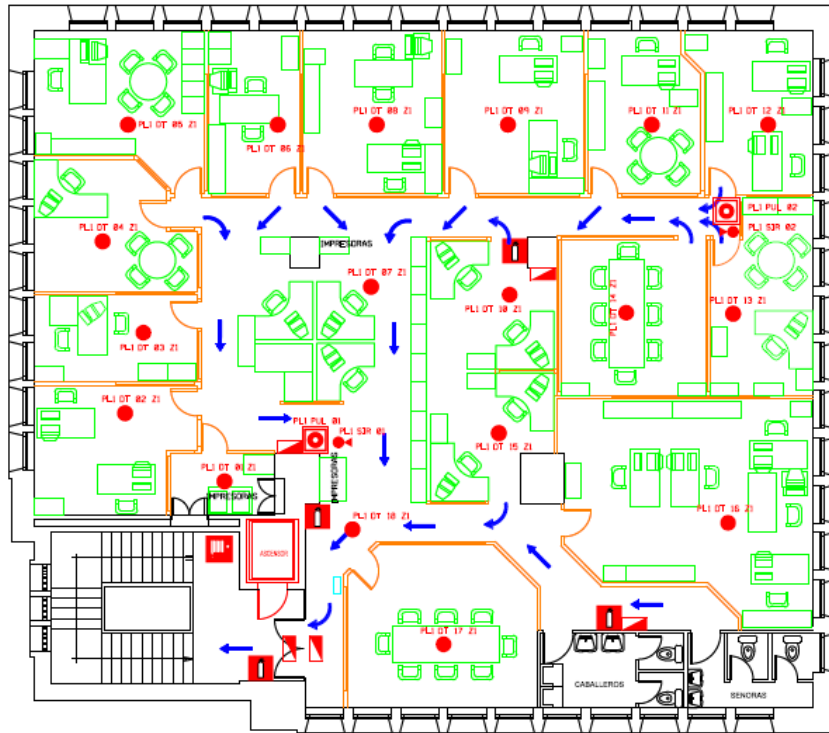 PL1 DT 05 Z1
PL1 DT 06 Z1
PL1 DT 08 Z1
PL1 DT 09 Z1
PL1 DT 11 Z1
PL1 DT 12 Z1
PL1 PUL 02
PL1 SIR 02
PL1 DT 04 Z1
IMPRESORAS
PL1 DT 07 Z1
PL1 DT 10 Z1
PL1 DT 14 Z1
PL1 DT 13 Z1
PL1 DT 03 Z1
PL1 DT 02 Z1
PL1 PUL 01
PL1 SIR 01
PL1 DT 15 Z1
PL1 DT 01 Z1
IMPRESORAS
IMPRESORAS
PL1 DT 18 Z1
PL1 DT 16 Z1
ASCENSOR
PL1 DT 17 Z1
CABALLEROS
SENORAS